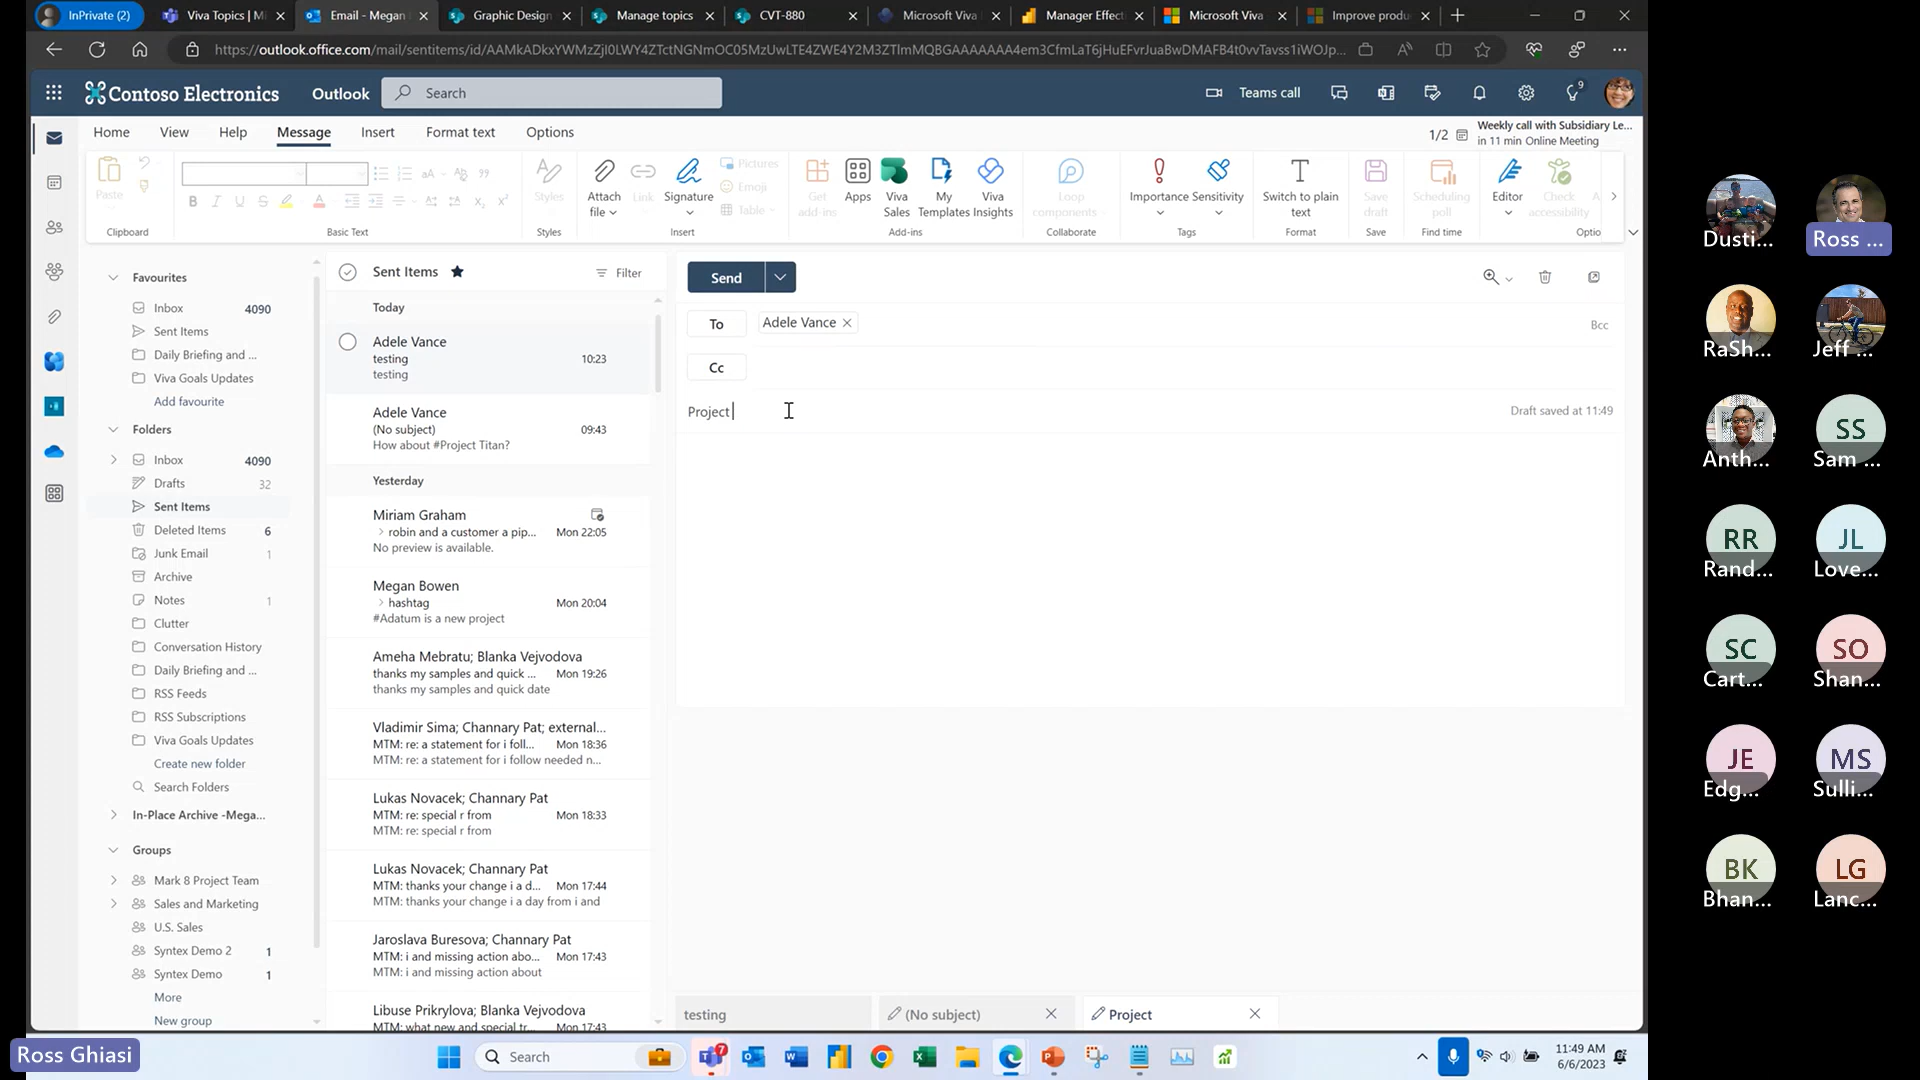 InPrivate (2)
Viva Topics | Mi
Email - Megan
Graphic Design
Manage topics
CVT-880
Microsoft Viva
Manager Effect
Microsoft Viva
Improve produ
https://outlook.office.com/mail/sentitems/id/
Contoso Electronics
Outlook
Search
Teams call
9
Home
View
Help
Message
Insert
Format text
Options
1/2
Weekly call with Subsidiary Le...
in 11 min Online Meeting
Paste
Clipboard
Basic Text
Styles
Styles
Attach file
Link
Signature
Pictures
Emoji
Table
Insert
Get add-ins
Apps
Viva Sales
My Templates
Viva Insights
Add-ins
Loop components
Collaborate
Importance
Sensitivity
Tags
Switch to plain text
Format
Save draft
Save
Scheduling poll
Find time
Editor
Check accessibility
Optio
Favourites
Inbox 4090
Sent Items
Daily Briefing and ...
Viva Goals Updates
Add favourite
Folders
Inbox 4090
Drafts 32
Sent Items
Deleted Items 6
Junk Email 1
Archive
Notes 1
Clutter
Conversation History
Daily Briefing and ...
RSS Feeds
RSS Subscriptions
Viva Goals Updates
Create new folder
Search Folders
In-Place Archive -Mega...
Groups
Mark 8 Project Team
Sales and Marketing
U.S. Sales
Syntex Demo 2 1
Syntex Demo 1
More
New group
Sent Items
Filter
Today
Adele Vance
testing 10:23
testing
Adele Vance
(No subject) 09:43
How about #Project Titan?
Yesterday
Miriam Graham
robin and a customer a pip... Mon 22:05
No preview is available.
Megan Bowen
hashtag Mon 20:04
#Adatum is a new project
Ameha Mebratu; Blanka Vejvodova
thanks my samples and quick ... Mon 19:26
thanks my samples and quick date
Vladimir Sima; Channary Pat; external...
MTM: re: a statement for i foll... Mon 18:36
MTM: re: a statement for i follow needed n...
Lukas Novacek; Channary Pat
MTM: re: special r from Mon 18:33
MTM: re: special r from
Lukas Novacek; Channary Pat
MTM: thanks your change i a d... Mon 17:44
MTM: thanks your change i a day from i and
Jaroslava Buresova; Channary Pat
MTM: i and missing action abo... Mon 17:43
MTM: i and missing action about
Libuse Prikrylova; Blanka Vejvodova
MTM: what new and special tr... Mon 17:43
Send
To
Adele Vance
Bcc
Cc
Project
Draft saved at 11:49
testing
(No subject)
Project
Dusti...
Ross ...
RaSh...
Jeff ...
Anth...
SS
Sam ...
RR
Rand...
JL
Love...
SC
Cart...
SO
Shan...
JE
Edg...
MS
Sulli...
BK
Bhan...
LG
Lanc...
Ross Ghiasi
Search
7
11:49 AM
6/6/2023